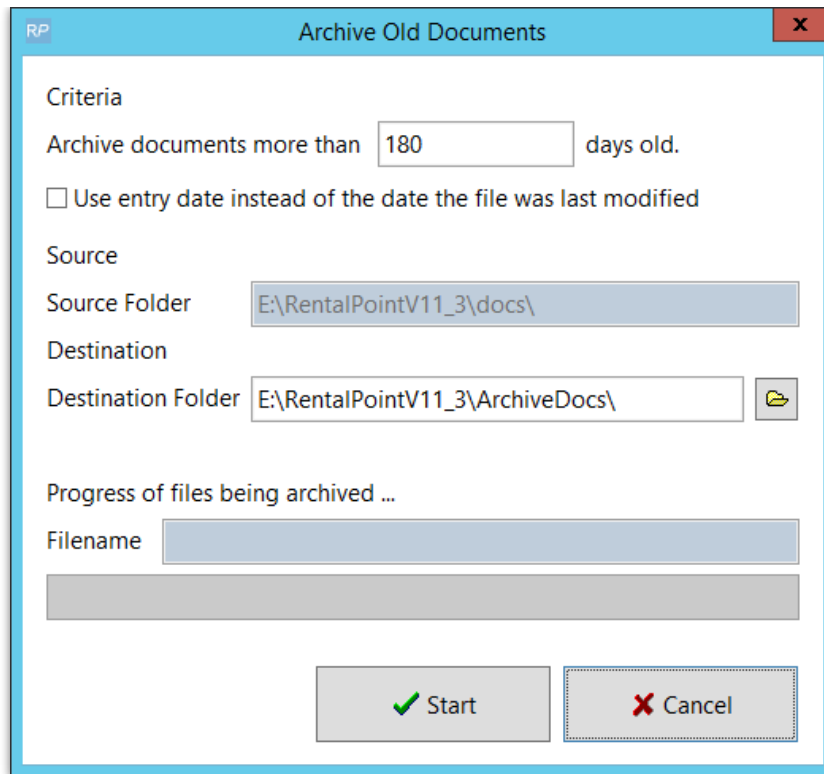 RP Archive Old Documents x
Criteria
Archive documents more than 180 days old.
Use entry date instead of the date the file was last modified
Source
Source Folder E:\RentalPointV11_3\docs\
Destination
Destination Folder E:\RentalPointV11_3\ArchiveDocs\
Progress of files being archived ...
Filename
Start Cancel